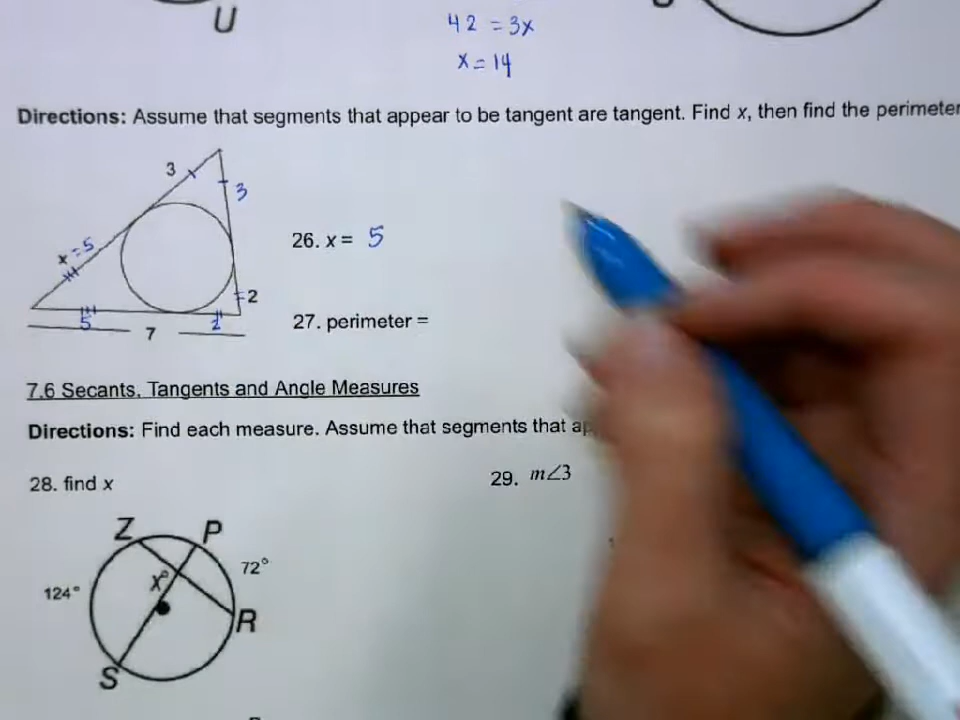 U
42 = 3x
x = 14
Directions: Assume that segments that appear to be tangent are tangent. Find x, then find the perimeter
3
3
x = 5
26. x = 5
2
5
2
7
27. perimeter =
7.6 Secants, Tangents and Angle Measures
Directions: Find each measure. Assume that segments that
28. find x
29. m∠3
Z
P
72°
124°
x°
R
S